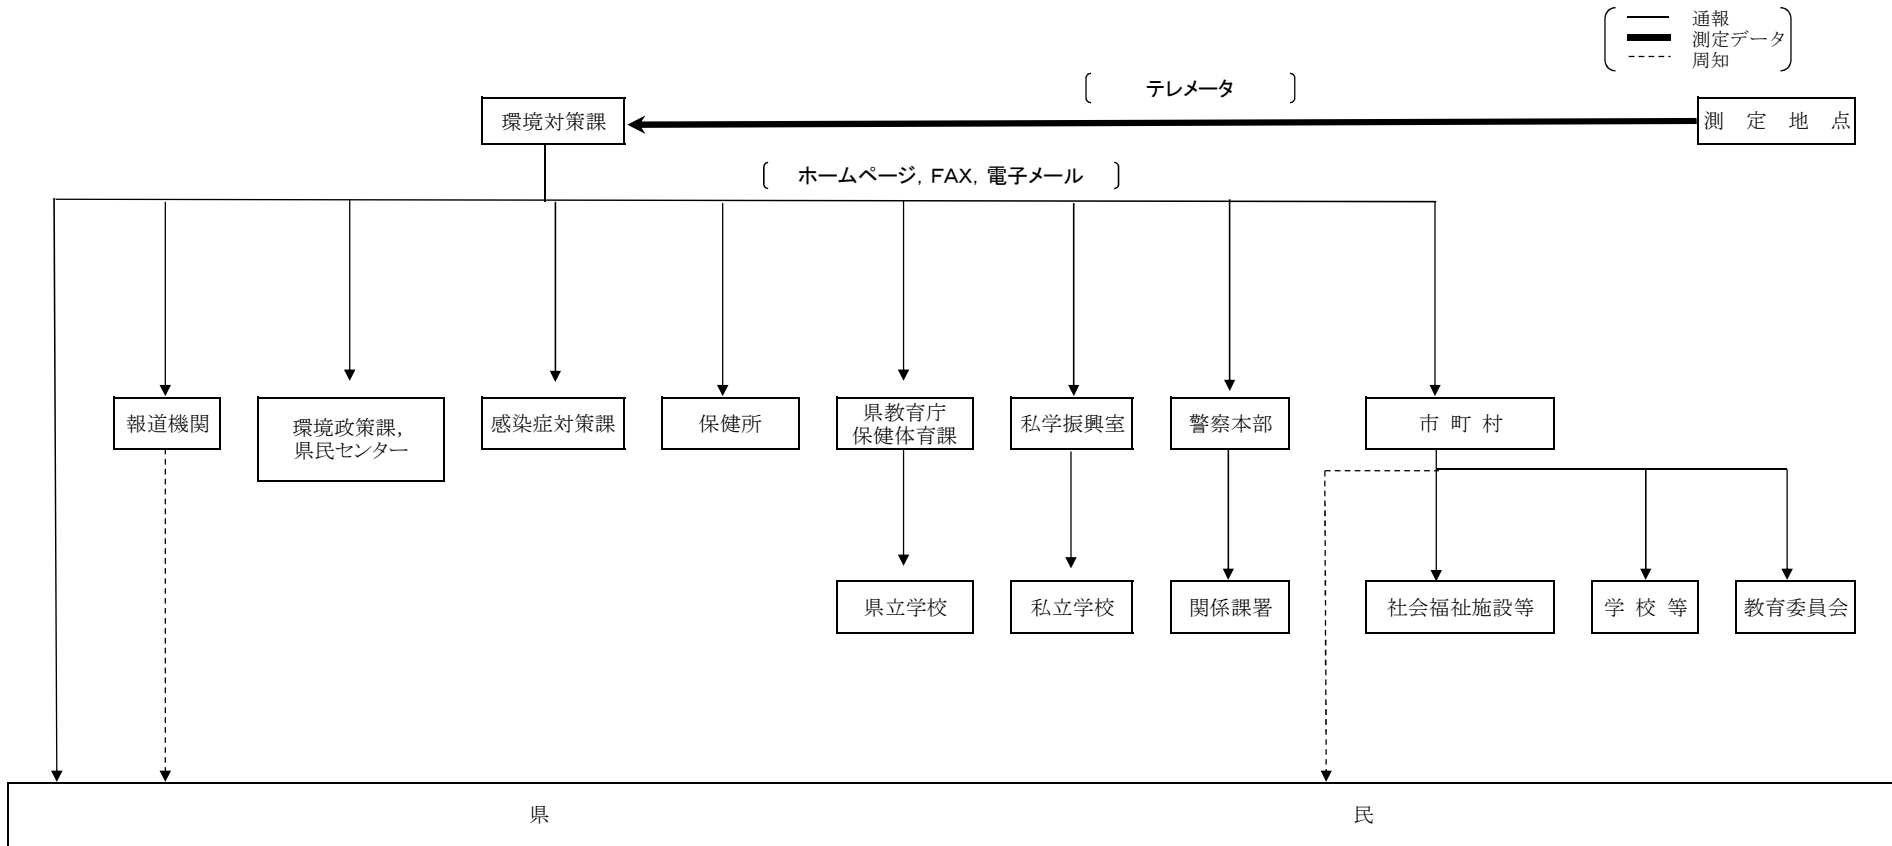 通報
測定データ
周知
テレメータ
環境対策課
測 定 地 点
ホームページ, FAX, 電子メール
報道機関
環境政策課,
県民センター
感染症対策課
保健所
県教育庁
保健体育課
私学振興室
警察本部
市 町 村
県立学校
私立学校
関係課署
社会福祉施設等
学 校 等
教育委員会
県 民